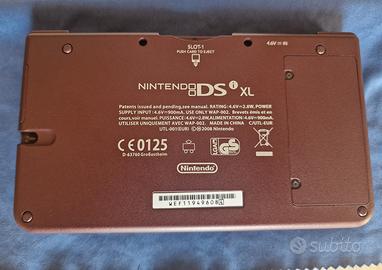 SLOT-1
PUSH CARD TO EJECT
4.6V
NINTENDO DSi XL
Patents issued and pending, see manual. RATING:4.6V⎓2.8W, POWER
SUPPLY INPUT:4.6V⎓900mA. USE ONLY WAP-002. Brevets émis et en
cours, voir manuel. PUISSANCE:4.6V⎓2.8W, ALIMENTATION:4.6V⎓900mA.
UTILISER UNIQUEMENT AVEC WAP-002. MADE IN CHINA C/UTL-EUR
UTL-001(EUR) 2008 Nintendo
CE0125
D-63760 Großostheim
GS
Nintendo
WEF11949608
subito